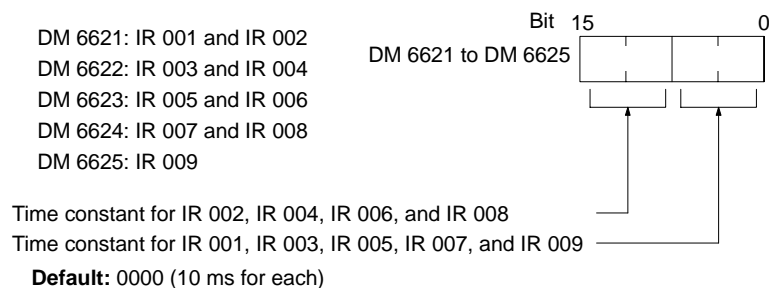 DM 6621: IR 001 and IR 002
DM 6622: IR 003 and IR 004
DM 6623: IR 005 and IR 006
DM 6624: IR 007 and IR 008
DM 6625: IR 009
Bit 15 0
DM 6621 to DM 6625
Time constant for IR 002, IR 004, IR 006, and IR 008
Time constant for IR 001, IR 003, IR 005, IR 007, and IR 009
Default: 0000 (10 ms for each)